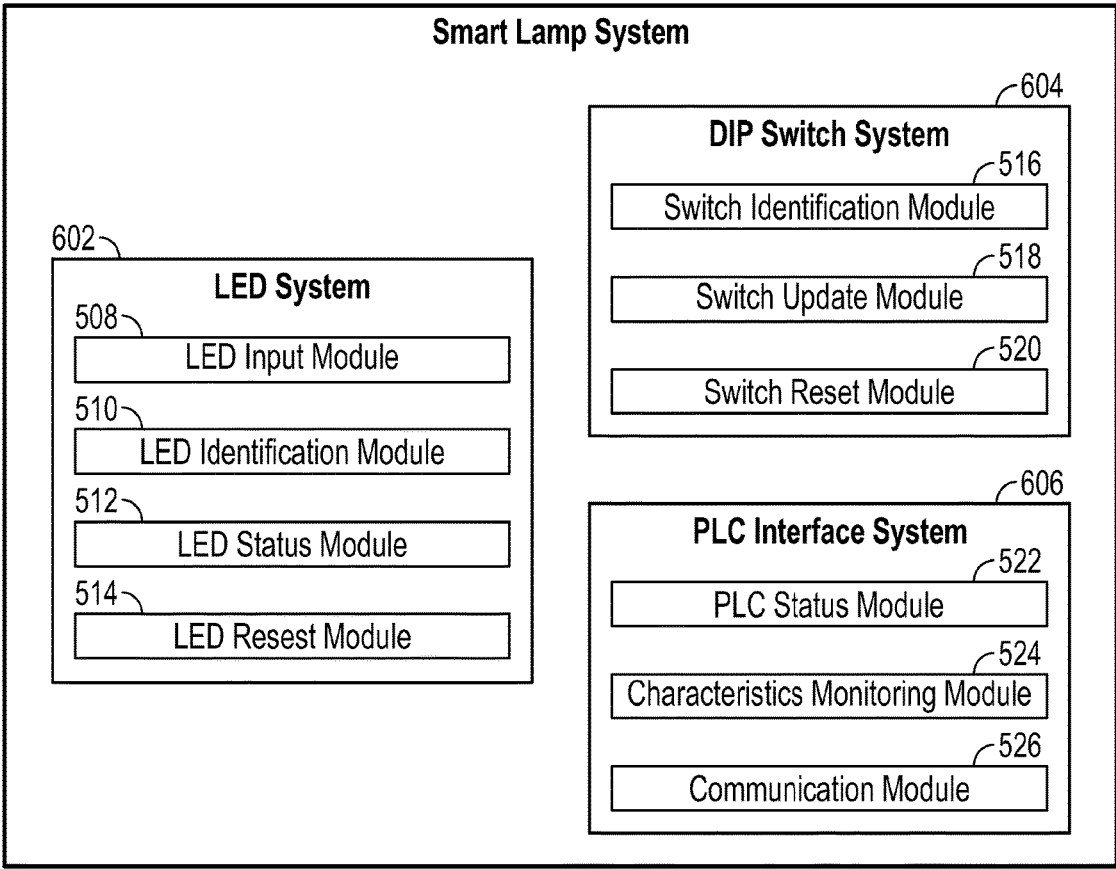 Smart Lamp System
602
LED System
508
LED Input Module
510
LED Identification Module
512
LED Status Module
514
LED Resest Module
604
DIP Switch System
516
Switch Identification Module
518
Switch Update Module
520
Switch Reset Module
606
PLC Interface System
522
PLC Status Module
524
Characteristics Monitoring Module
526
Communication Module